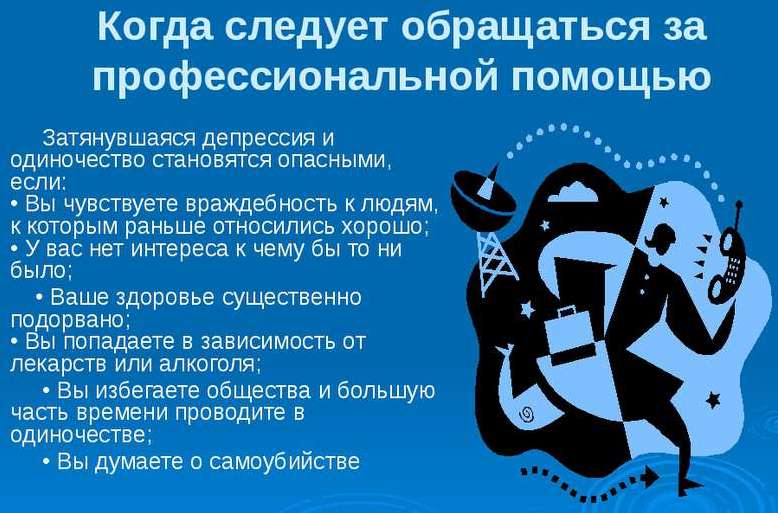 Когда следует обращаться за
профессиональной помощью
Затянувшаяся депрессия и
одиночество становятся опасными,
если:
• Вы чувствуете враждебность к людям,
к которым раньше относились хорошо;
• У вас нет интереса к чему бы то ни
было;
• Ваше здоровье существенно
подорвано;
• Вы попадаете в зависимость от
лекарств или алкоголя;
• Вы избегаете общества и большую
часть времени проводите в
одиночестве;
• Вы думаете о самоубийстве